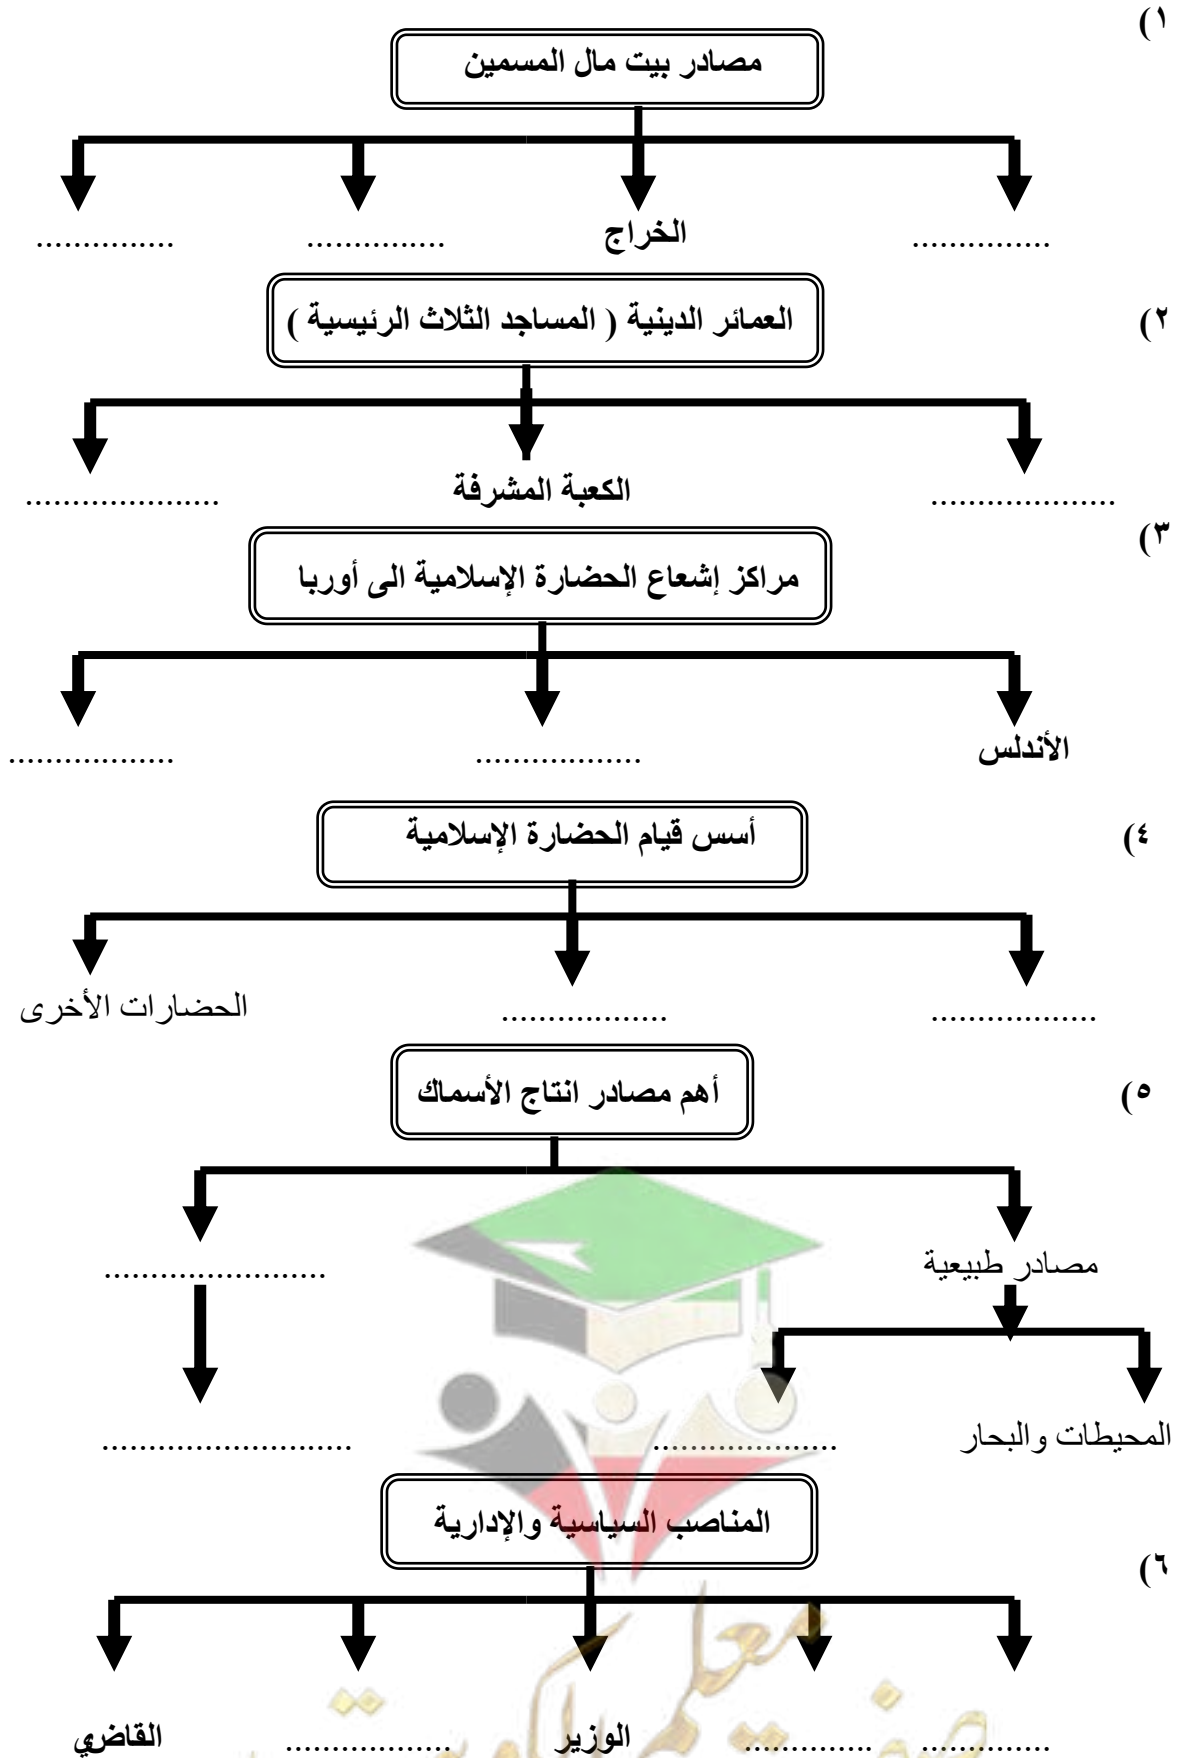 ١)
مصادر بيت مال المسمين
............... الخراج ............... ...............
٢)
العمائر الدينية ( المساجد الثلاث الرئيسية )
.................... الكعبة المشرفة .....................
٣)
مراكز إشعاع الحضارة الإسلامية الى أوربا
الأندلس .................. ..................
٤)
أسس قيام الحضارة الإسلامية
.................. .................. الحضارات الأخرى
٥)
أهم مصادر انتاج الأسماك
مصادر طبيعية ........................
المحيطات والبحار .................... ...........................
المناصب السياسية والإدارية
٦)
.............. .............. الوزير .................. القاضي